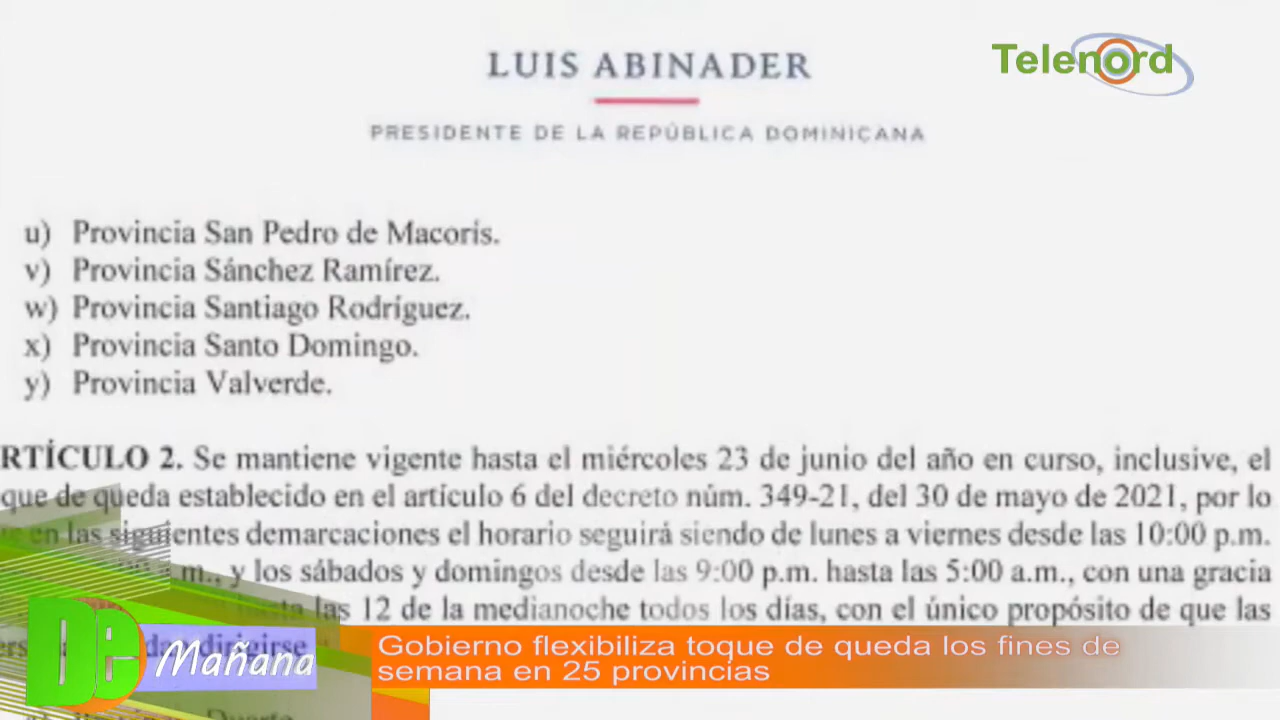 LUIS ABINADER
Telenord
PRESIDENTE DE LA REPÚBLICA DOMINICANA
u) Provincia San Pedro de Macorís.
v) Provincia Sánchez Ramírez.
w) Provincia Santiago Rodríguez.
x) Provincia Santo Domingo.
y) Provincia Valverde.
RTÍCULO 2. Se mantiene vigente hasta el miércoles 23 de junio del año en curso, inclusive, el
que de queda establecido en el artículo 6 del decreto núm. 349-21, del 30 de mayo de 2021, por lo
en las siguientes demarcaciones el horario seguirá siendo de lunes a viernes desde las 10:00 p.m.
a.m., y los sábados y domingos desde las 9:00 p.m. hasta las 5:00 a.m., con una gracia
hasta las 12 de la medianoche todos los días, con el único propósito de que las
dirigirse
De Mañana
Gobierno flexibiliza toque de queda los fines de
semana en 25 provincias
Duarte